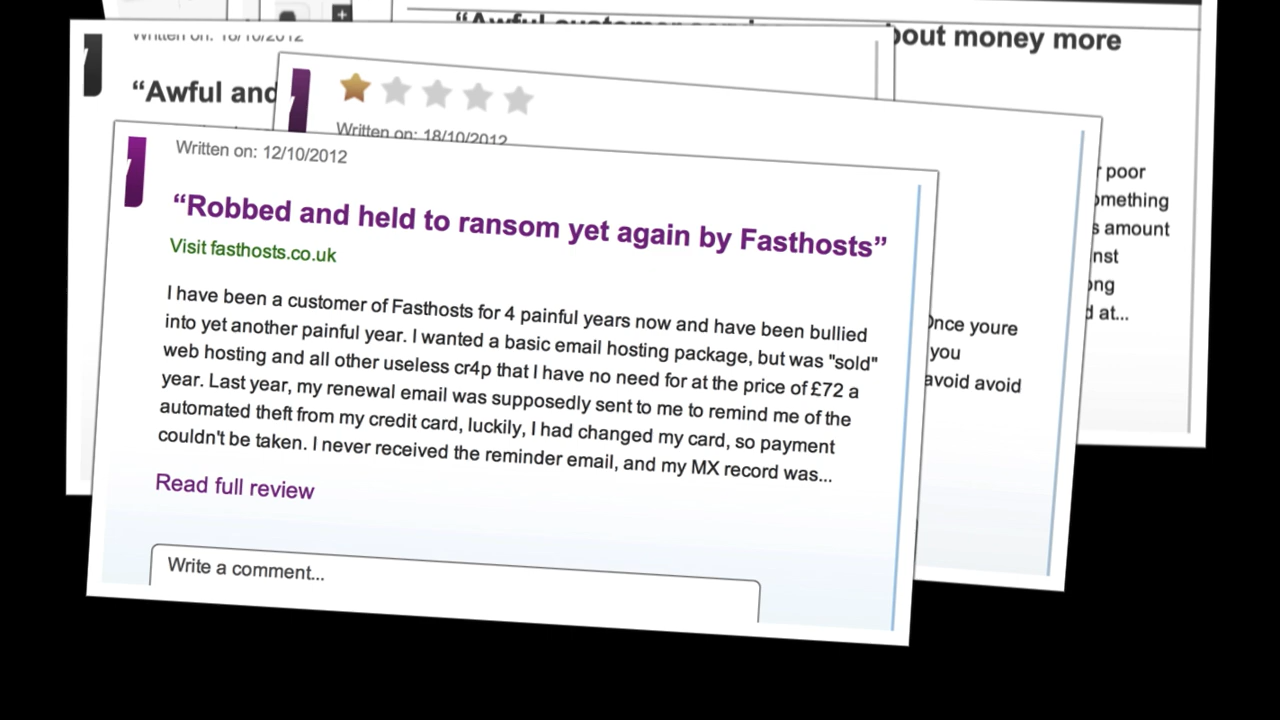 “Awful customer
bout money more
Written on: 18/10/2012
“Awful and
Written on: 18/10/2012
poor
omething
s amount
nst
ong
d at...
Once youre
you
avoid avoid
Written on: 12/10/2012
“Robbed and held to ransom yet again by Fasthosts”
Visit fasthosts.co.uk
I have been a customer of Fasthosts for 4 painful years now and have been bullied
into yet another painful year. I wanted a basic email hosting package, but was "sold"
web hosting and all other useless cr4p that I have no need for at the price of £72 a
year. Last year, my renewal email was supposedly sent to me to remind me of the
automated theft from my credit card, luckily, I had changed my card, so payment
couldn't be taken. I never received the reminder email, and my MX record was...
Read full review
Write a comment...